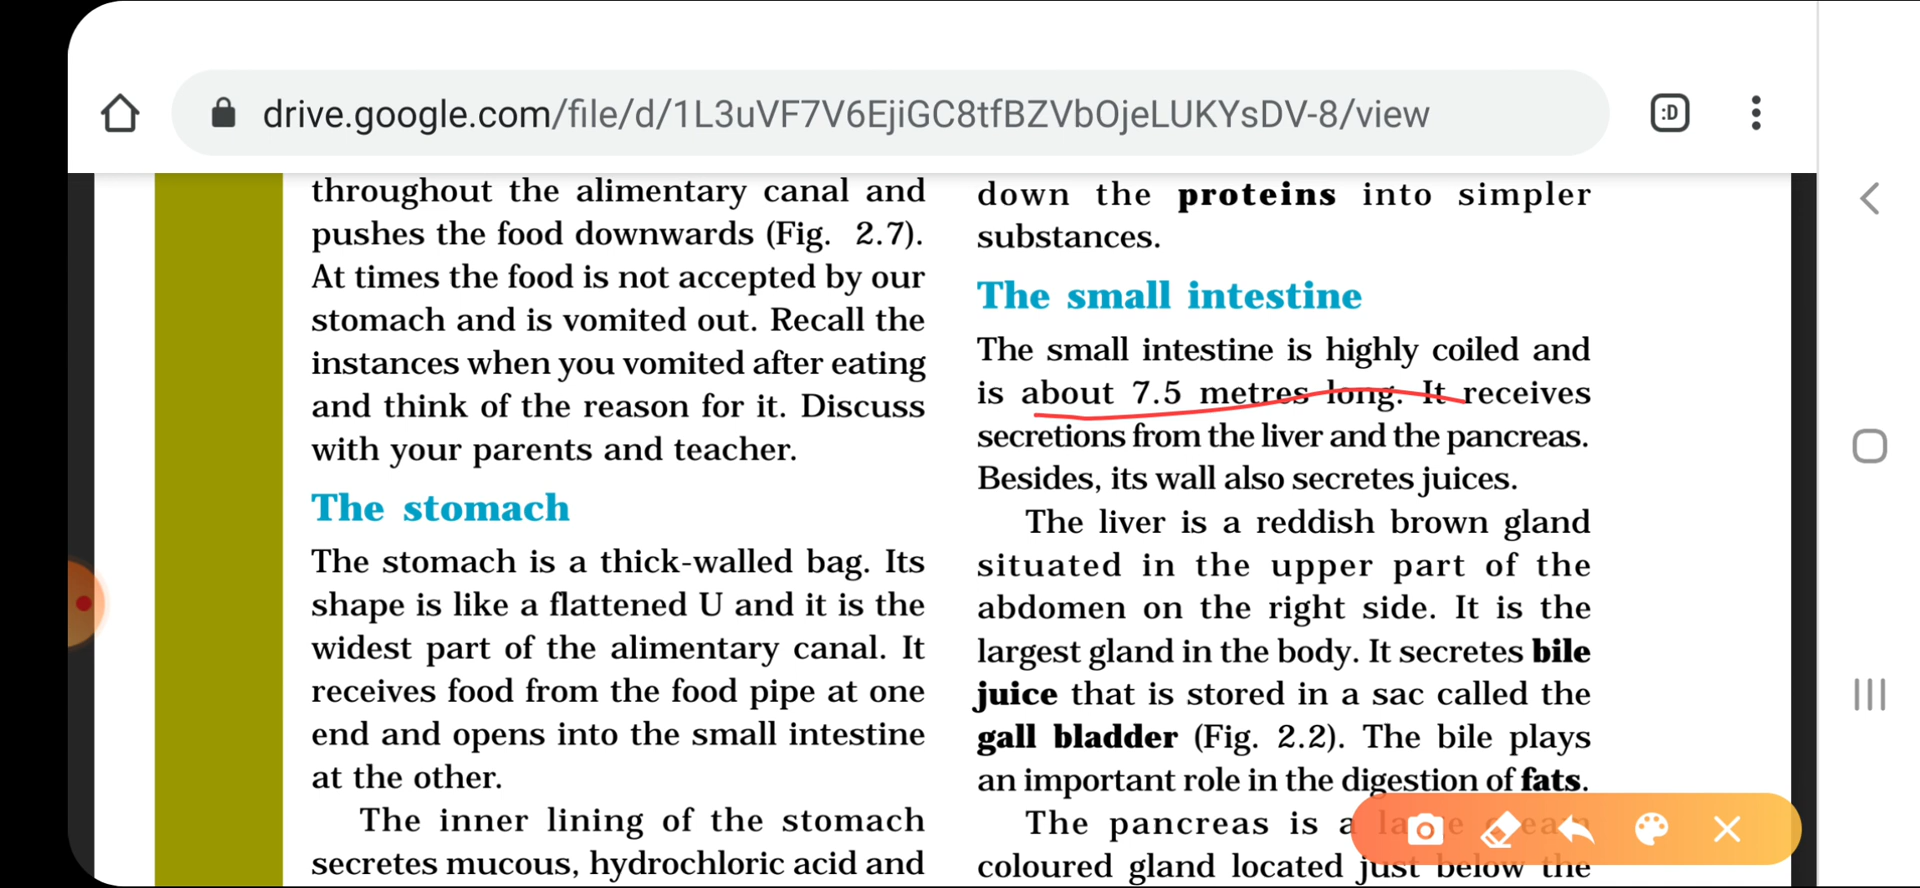 drive.google.com/file/d/1L3uVF7V6EjiGC8tfBZVbOjeLUKYsDV-8/view
:D
throughout the alimentary canal and
pushes the food downwards (Fig. 2.7).
At times the food is not accepted by our
stomach and is vomited out. Recall the
instances when you vomited after eating
and think of the reason for it. Discuss
with your parents and teacher.
The stomach
The stomach is a thick-walled bag. Its
shape is like a flattened U and it is the
widest part of the alimentary canal. It
receives food from the food pipe at one
end and opens into the small intestine
at the other.
The inner lining of the stomach
secretes mucous, hydrochloric acid and
down the proteins into simpler
substances.
The small intestine
The small intestine is highly coiled and
is about 7.5 metres long. It receives
secretions from the liver and the pancreas.
Besides, its wall also secretes juices.
The liver is a reddish brown gland
situated in the upper part of the
abdomen on the right side. It is the
largest gland in the body. It secretes bile
juice that is stored in a sac called the
gall bladder (Fig. 2.2). The bile plays
an important role in the digestion of fats.
The pancreas is a
coloured gland located just below the